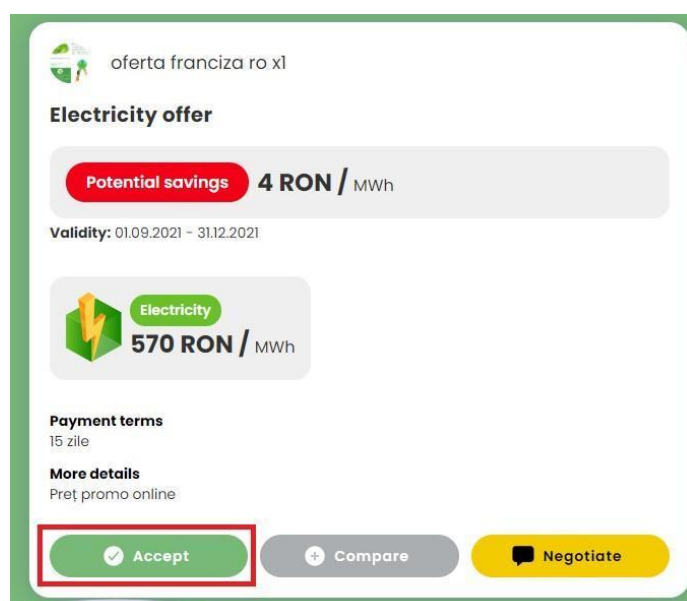 oferta franciza ro x1
Electricity offer
Potential savings 4 RON / MWh
Validity: 01.09.2021 - 31.12.2021
Electricity
570 RON / MWh
Payment terms
15 zile
More details
Preț promo online
Accept Compare Negotiate